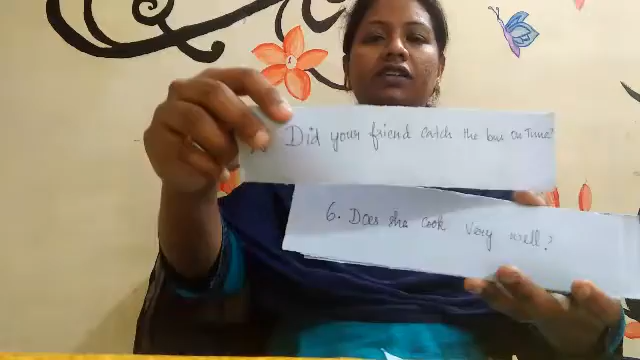 Did your friend catch the bus on Time?
6. Does she cook Very well?